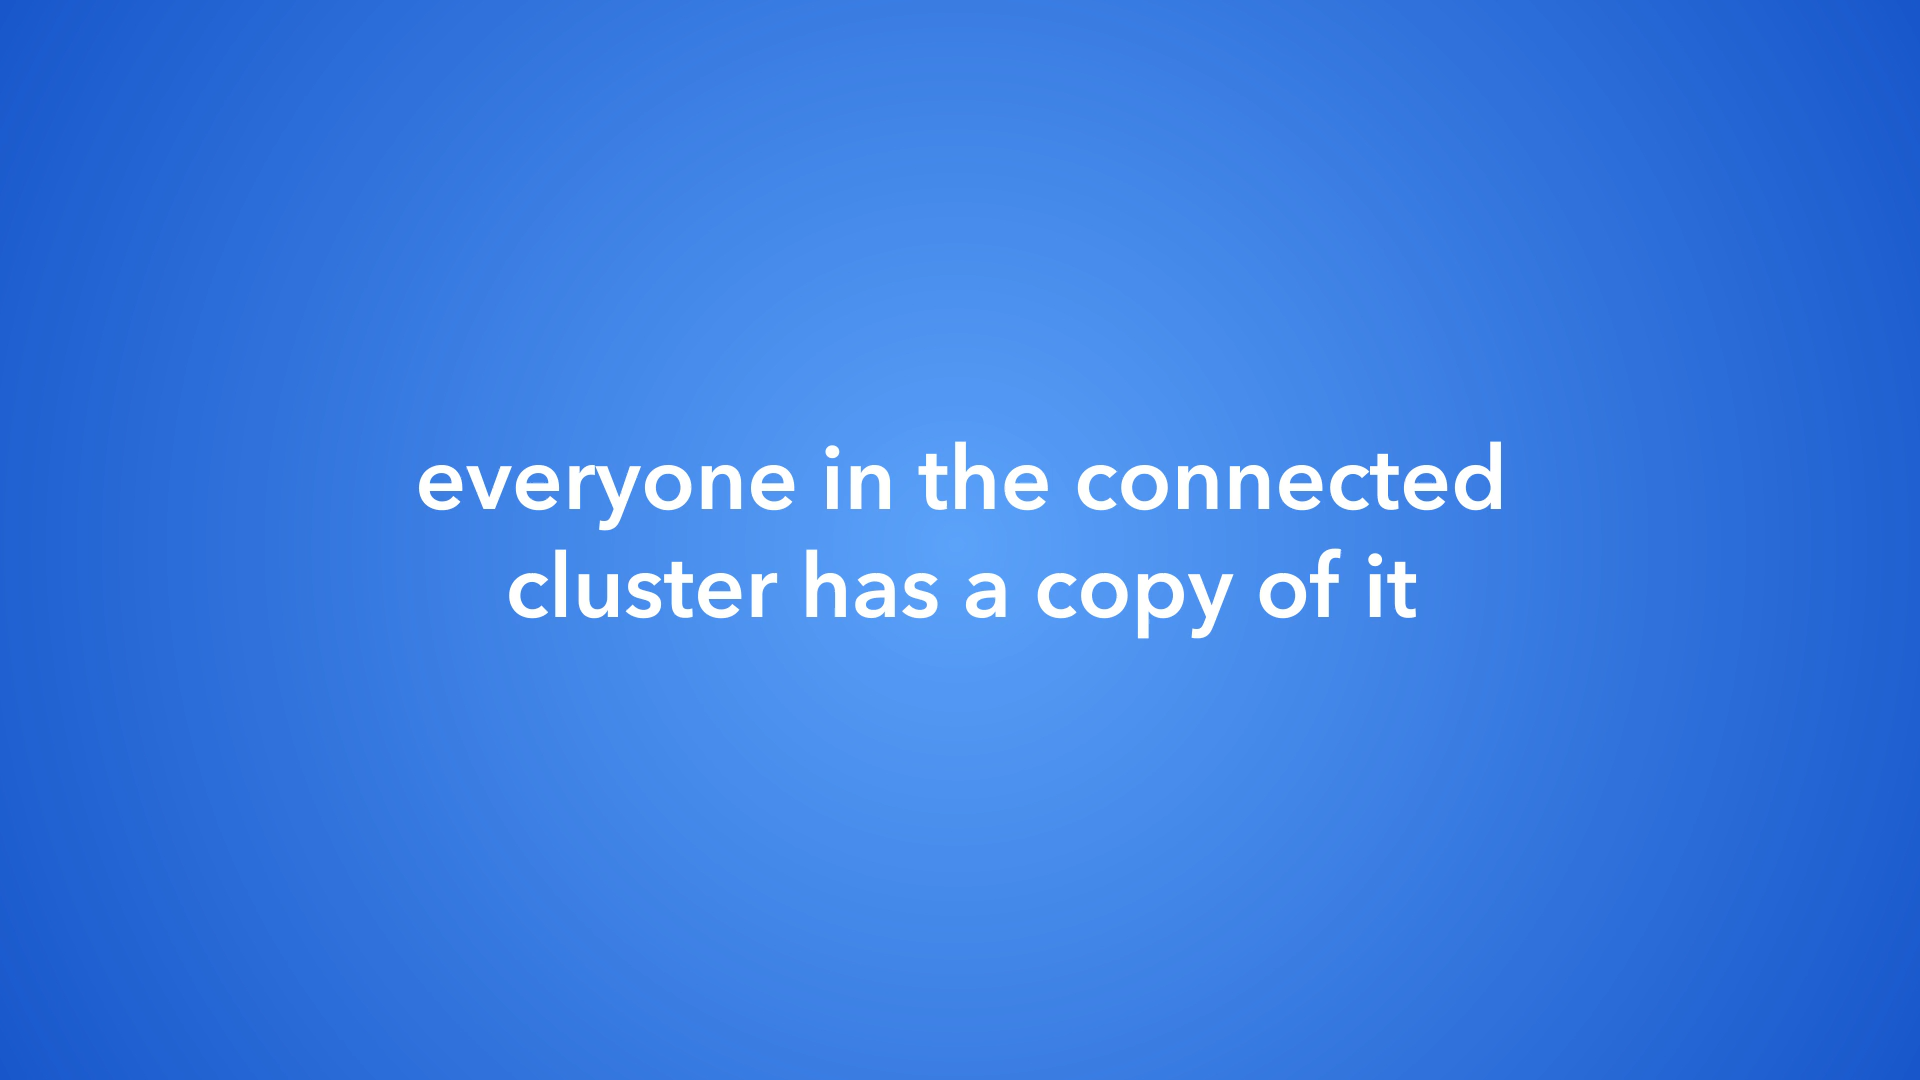 everyone in the connected
cluster has a copy of it